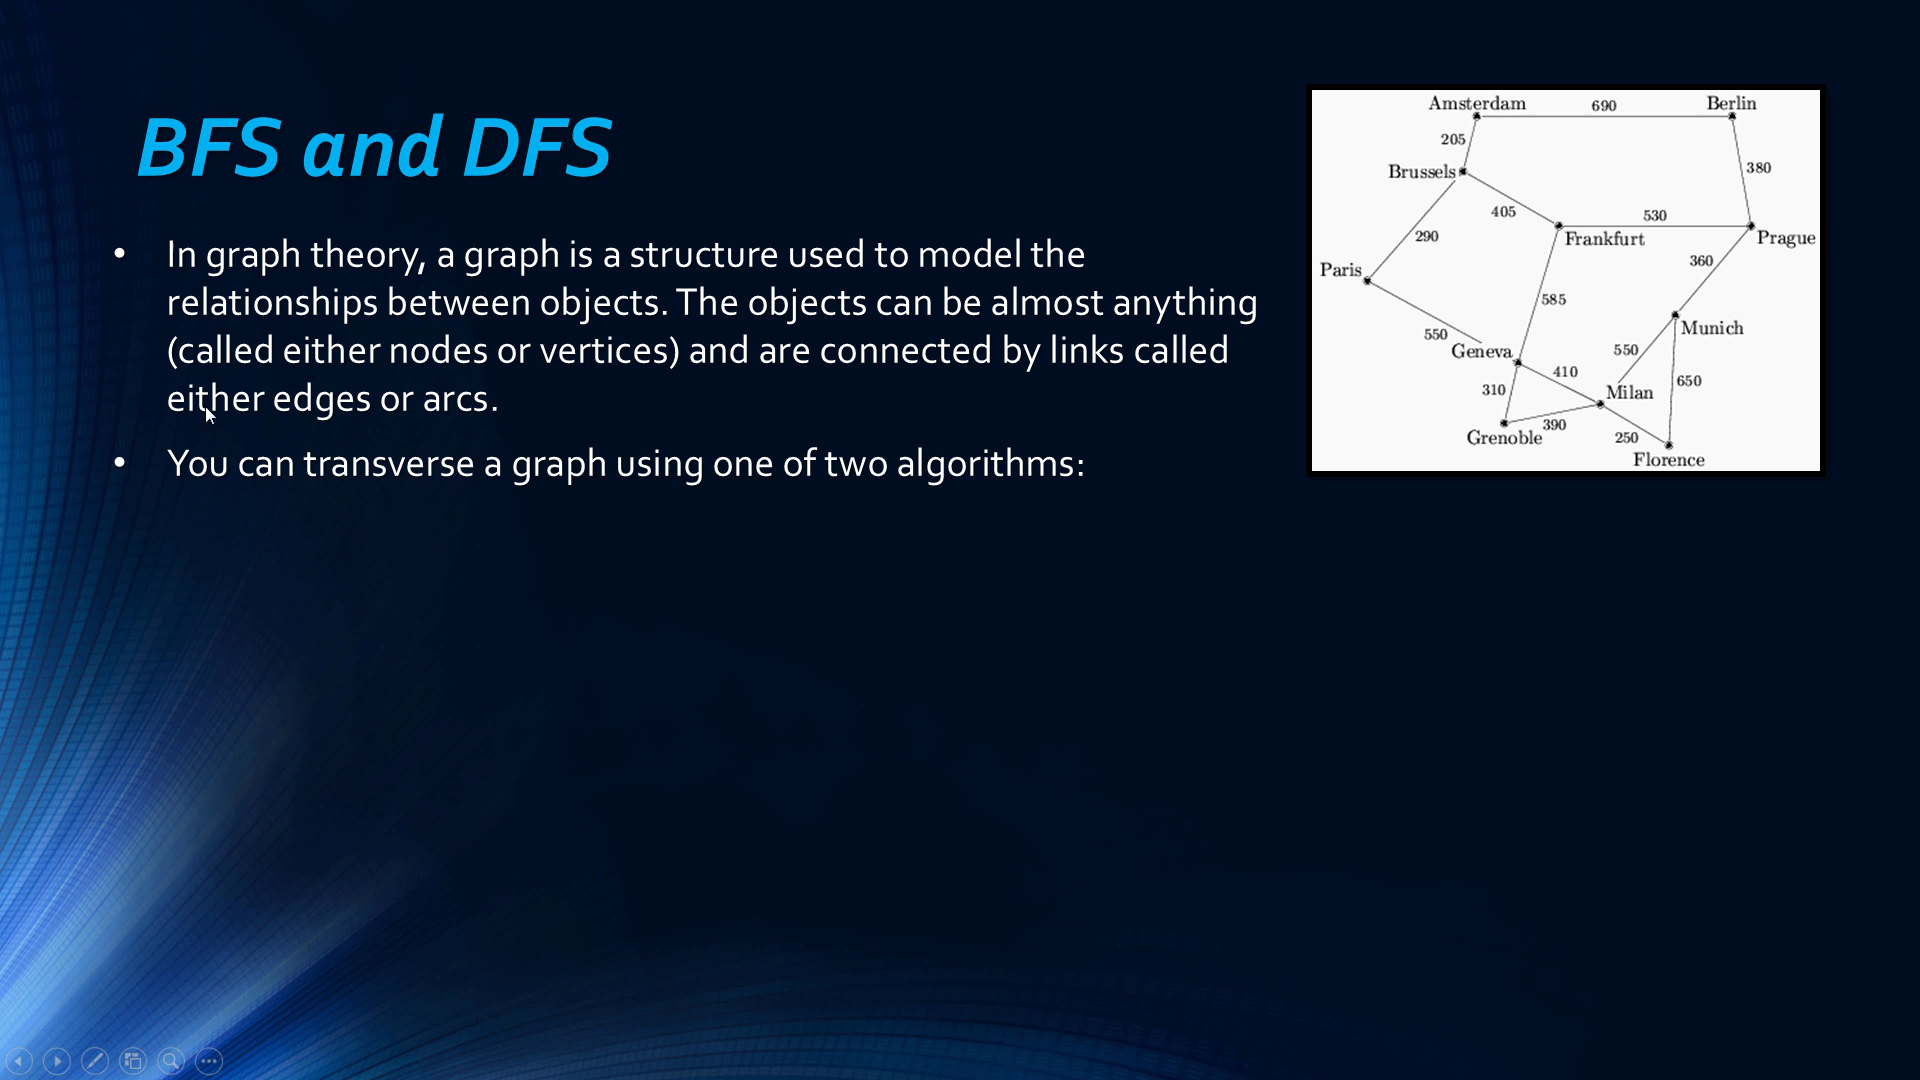 BFS and DFS
• In graph theory, a graph is a structure used to model the
relationships between objects. The objects can be almost anything
(called either nodes or vertices) and are connected by links called
either edges or arcs.
• You can transverse a graph using one of two algorithms:
Amsterdam 690 Berlin
205
Brussels
380
405
530
290
Frankfurt
Prague
360
Paris
585
Munich
550
Geneva
550
410
310
650
Milan
390
Grenoble
250
Florence